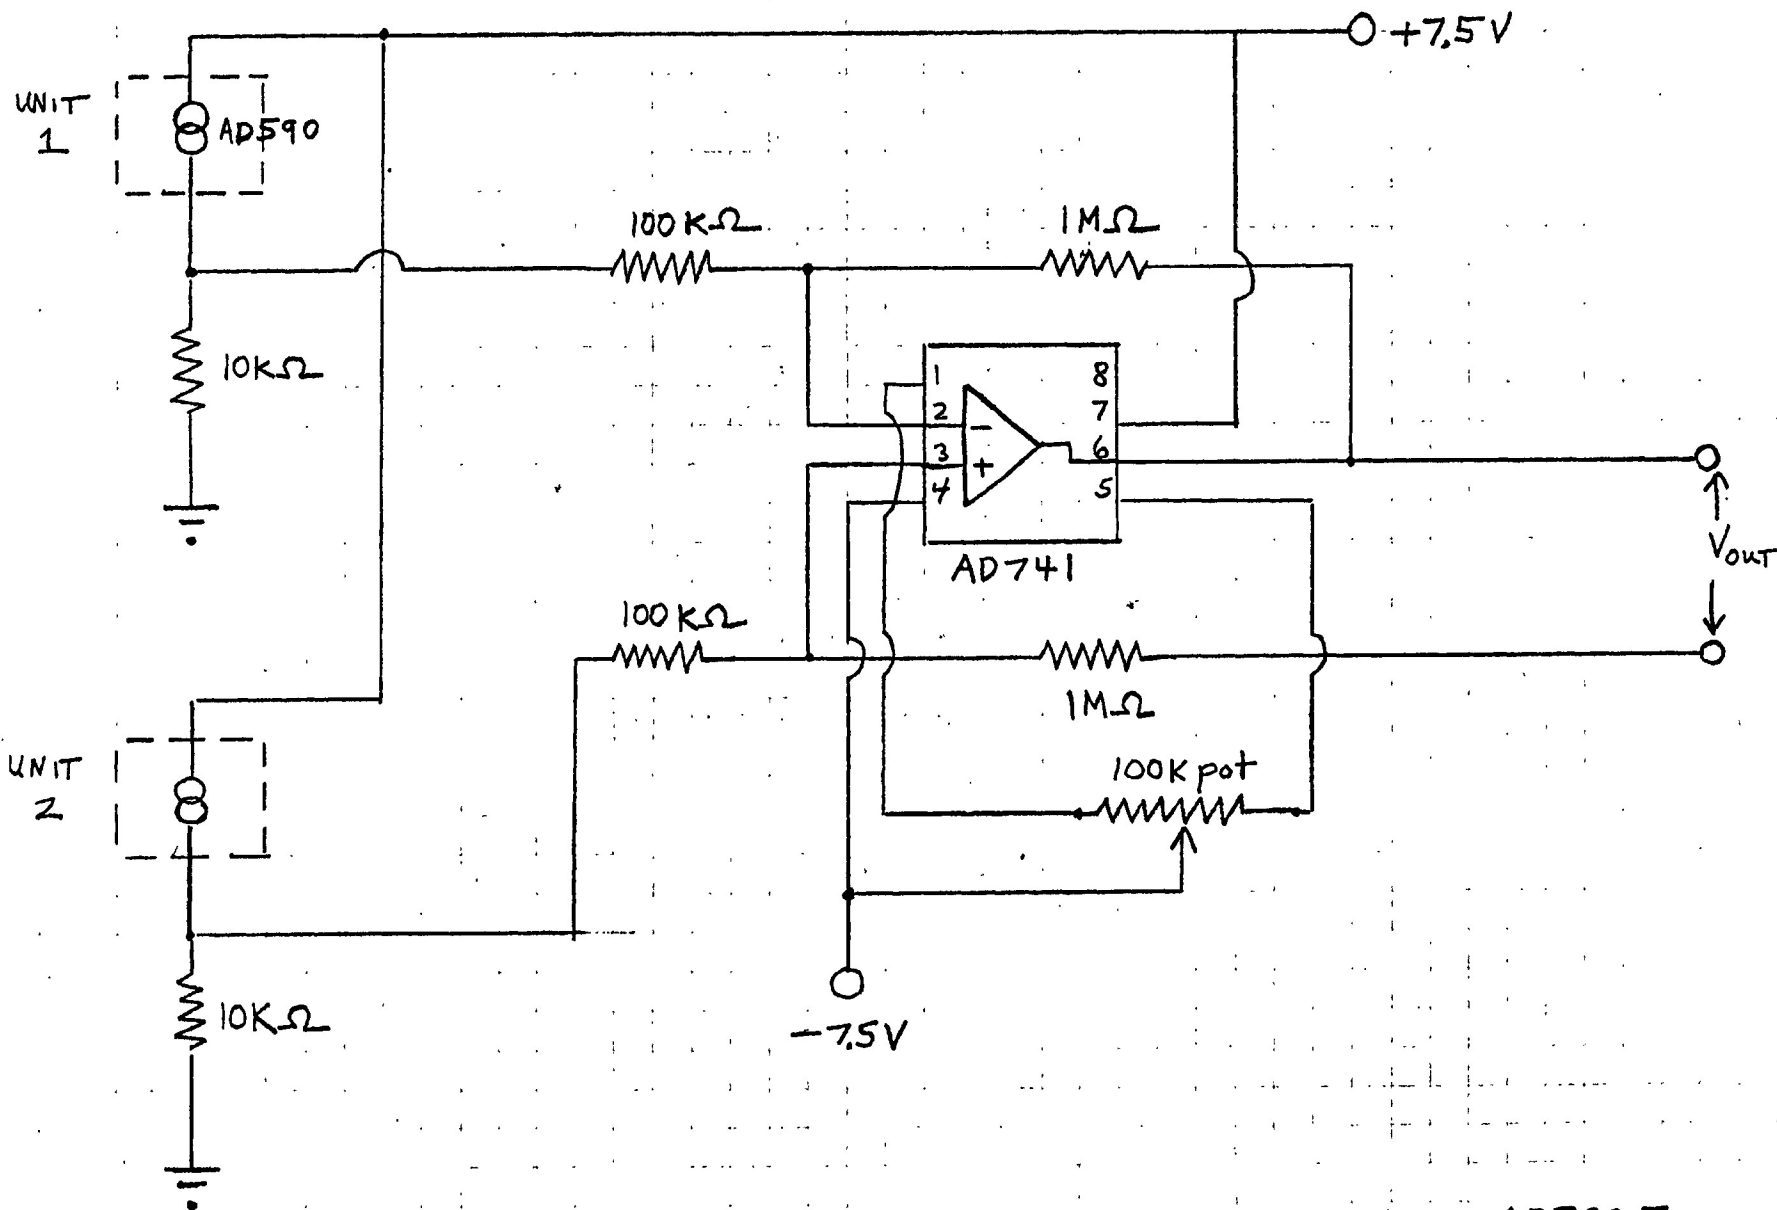 +7.5V
UNIT
1
AD590
100KΩ
1MΩ
10KΩ
1
2
3
4
8
7
6
5
−
+
AD741
VOUT
100KΩ
1MΩ
UNIT
2
100K pot
10KΩ
−7.5V